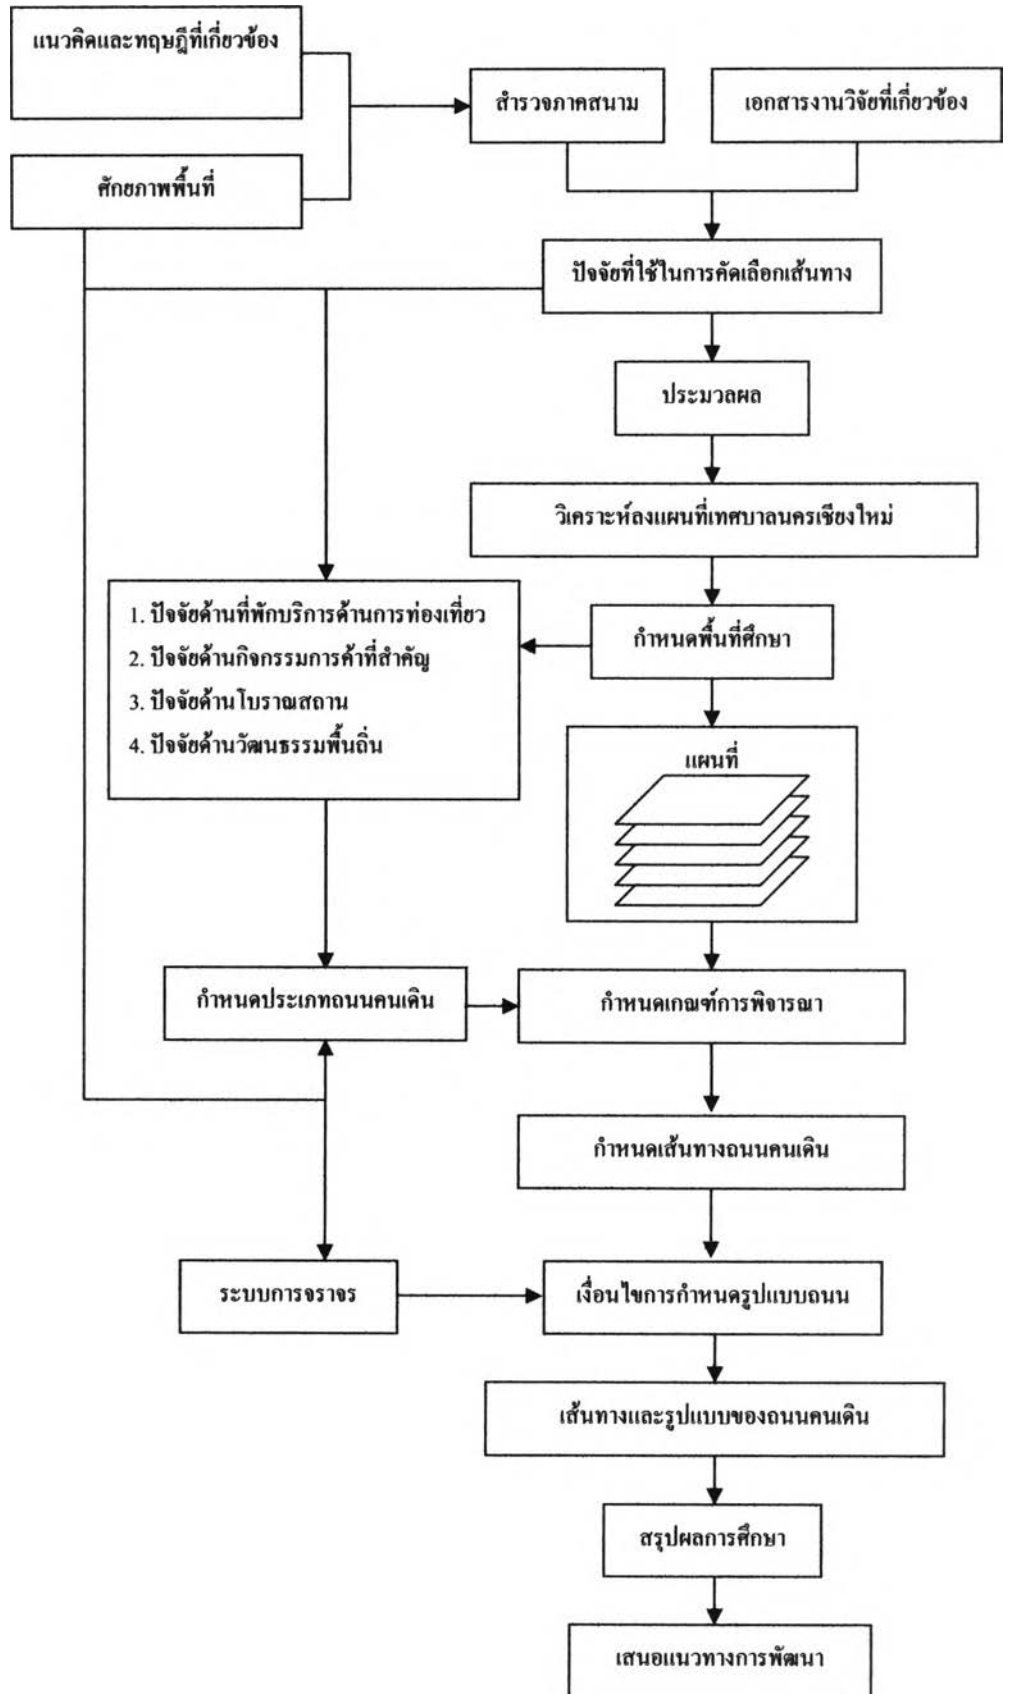 แนวคิดและทฤษฎีที่เกี่ยวข้อง
สำรวจภาคสนาม
เอกสารงานวิจัยที่เกี่ยวข้อง
ศักยภาพพื้นที่
ปัจจัยที่ใช้ในการคัดเลือกเส้นทาง
ประมวลผล
วิเคราะห์ลงแผนที่เทศบาลนครเชียงใหม่
1. ปัจจัยด้านที่พักบริการด้านการท่องเที่ยว
2. ปัจจัยด้านกิจกรรมการค้าที่สำคัญ
3. ปัจจัยด้านโบราณสถาน
4. ปัจจัยด้านวัฒนธรรมพื้นถิ่น
กำหนดพื้นที่ศึกษา
แผนที่
กำหนดประเภทถนนคนเดิน
กำหนดเกณฑ์การพิจารณา
กำหนดเส้นทางถนนคนเดิน
ระบบการจราจร
เงื่อนไขการกำหนดรูปแบบถนน
เส้นทางและรูปแบบของถนนคนเดิน
สรุปผลการศึกษา
เสนอแนวทางการพัฒนา